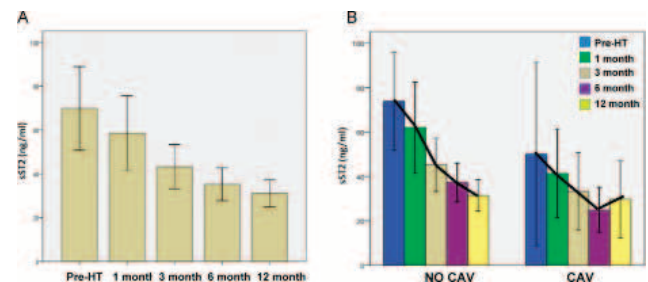 A
B
sST2 (ng/ml)
Pre-HT 1 montl 3 month 6 month 12 month
100
80
60
40
20
0
sST2 (ng/ml)
Pre-HT
1 month
3 month
6 month
12 month
NO CAV CAV